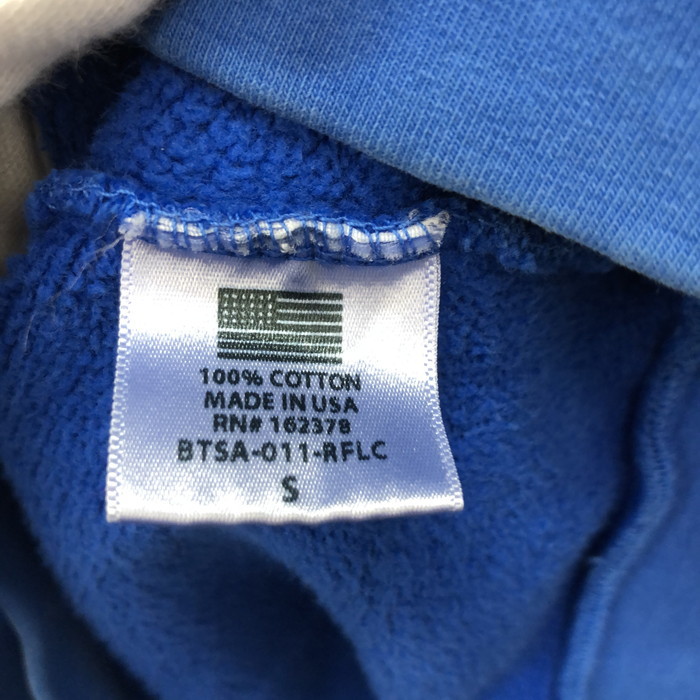 100% COTTON
MADE IN USA
RN# 162378
BTSA-011-RFLC
S